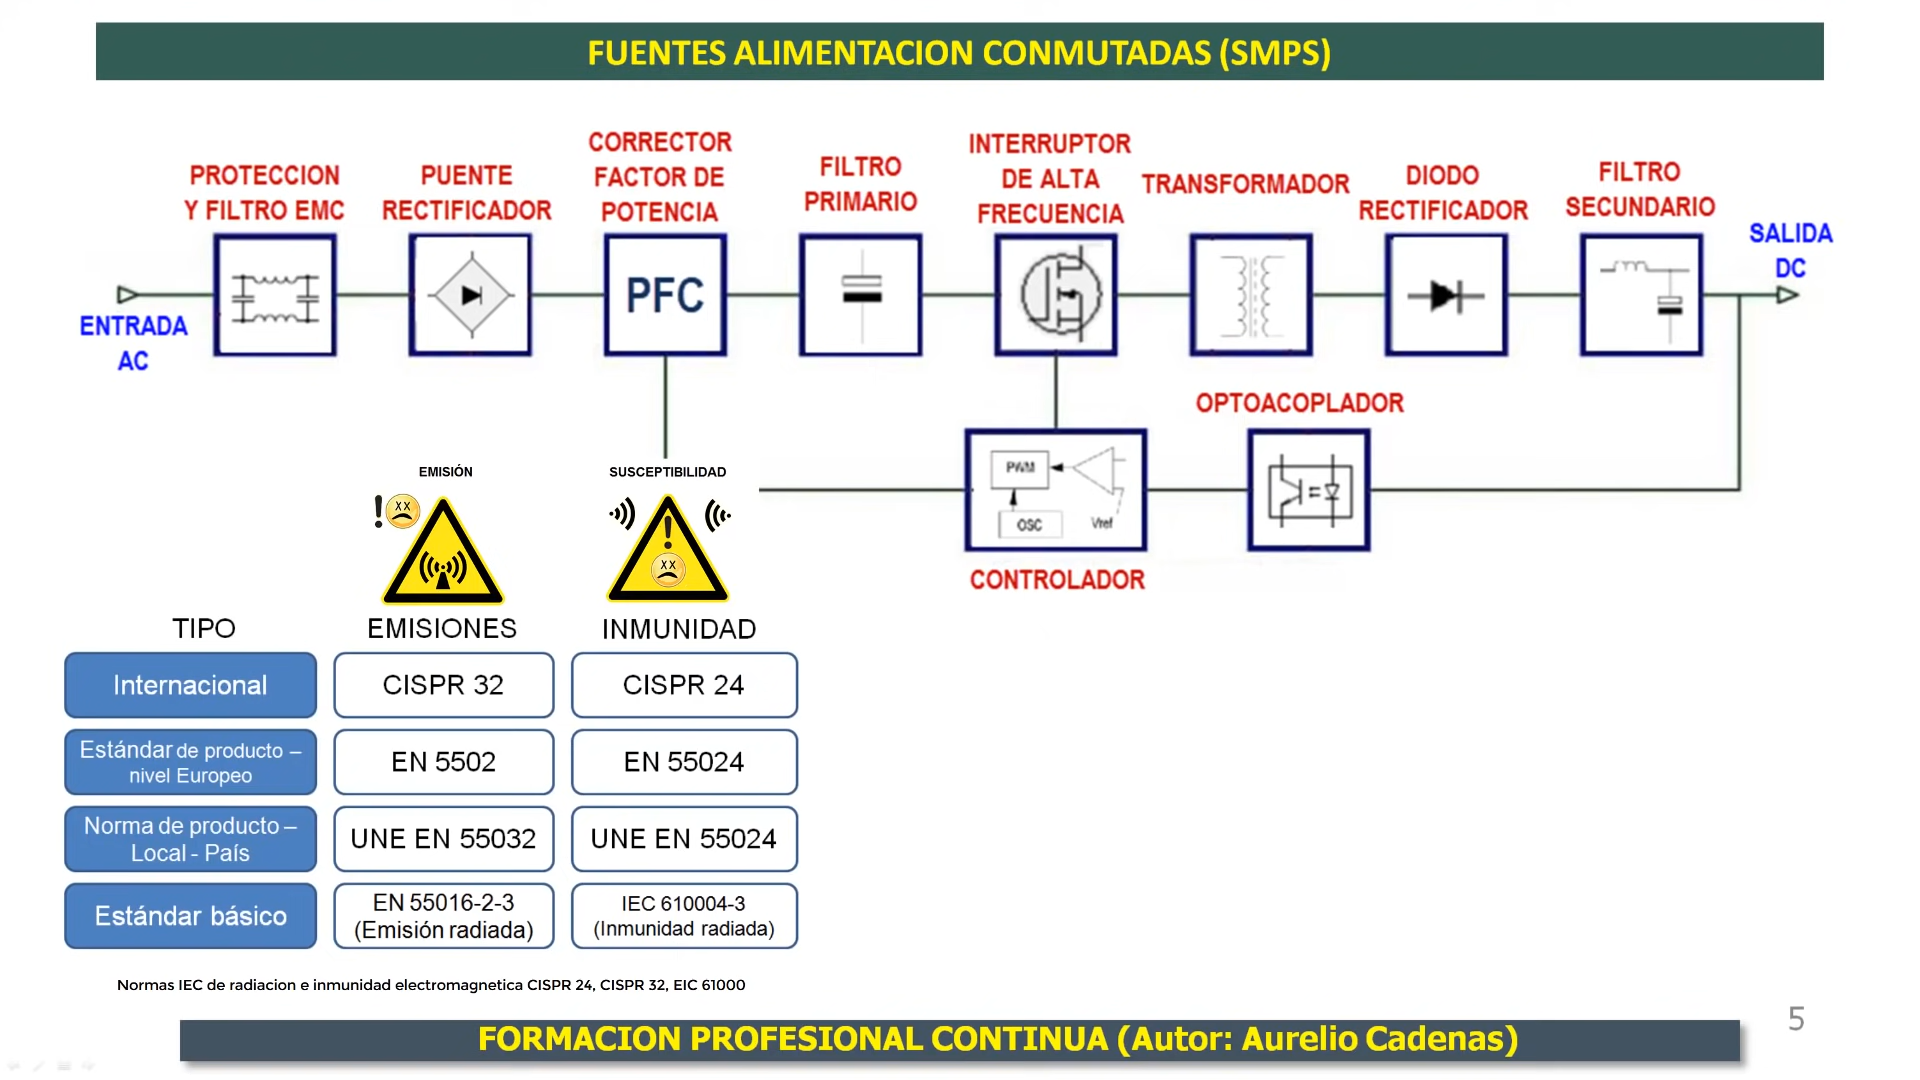 FUENTES ALIMENTACION CONMUTADAS (SMPS)
PROTECCION
Y FILTRO EMC
PUENTE
RECTIFICADOR
CORRECTOR
FACTOR DE
POTENCIA
FILTRO
PRIMARIO
INTERRUPTOR
DE ALTA
FRECUENCIA
TRANSFORMADOR
DIODO
RECTIFICADOR
FILTRO
SECUNDARIO
SALIDA
DC
ENTRADA
AC
PFC
OPTOACOPLADOR
PWM
OSC
Vref
CONTROLADOR
EMISIÓN
SUSCEPTIBILIDAD
!
XX
!
XX
TIPO
EMISIONES
INMUNIDAD
Internacional
CISPR 32
CISPR 24
Estándar de producto –
nivel Europeo
EN 5502
EN 55024
Norma de producto –
Local - País
UNE EN 55032
UNE EN 55024
Estándar básico
EN 55016-2-3
(Emisión radiada)
IEC 610004-3
(Inmunidad radiada)
Normas IEC de radiacion e inmunidad electromagnetica CISPR 24, CISPR 32, EIC 61000
5
FORMACION PROFESIONAL CONTINUA (Autor: Aurelio Cadenas)